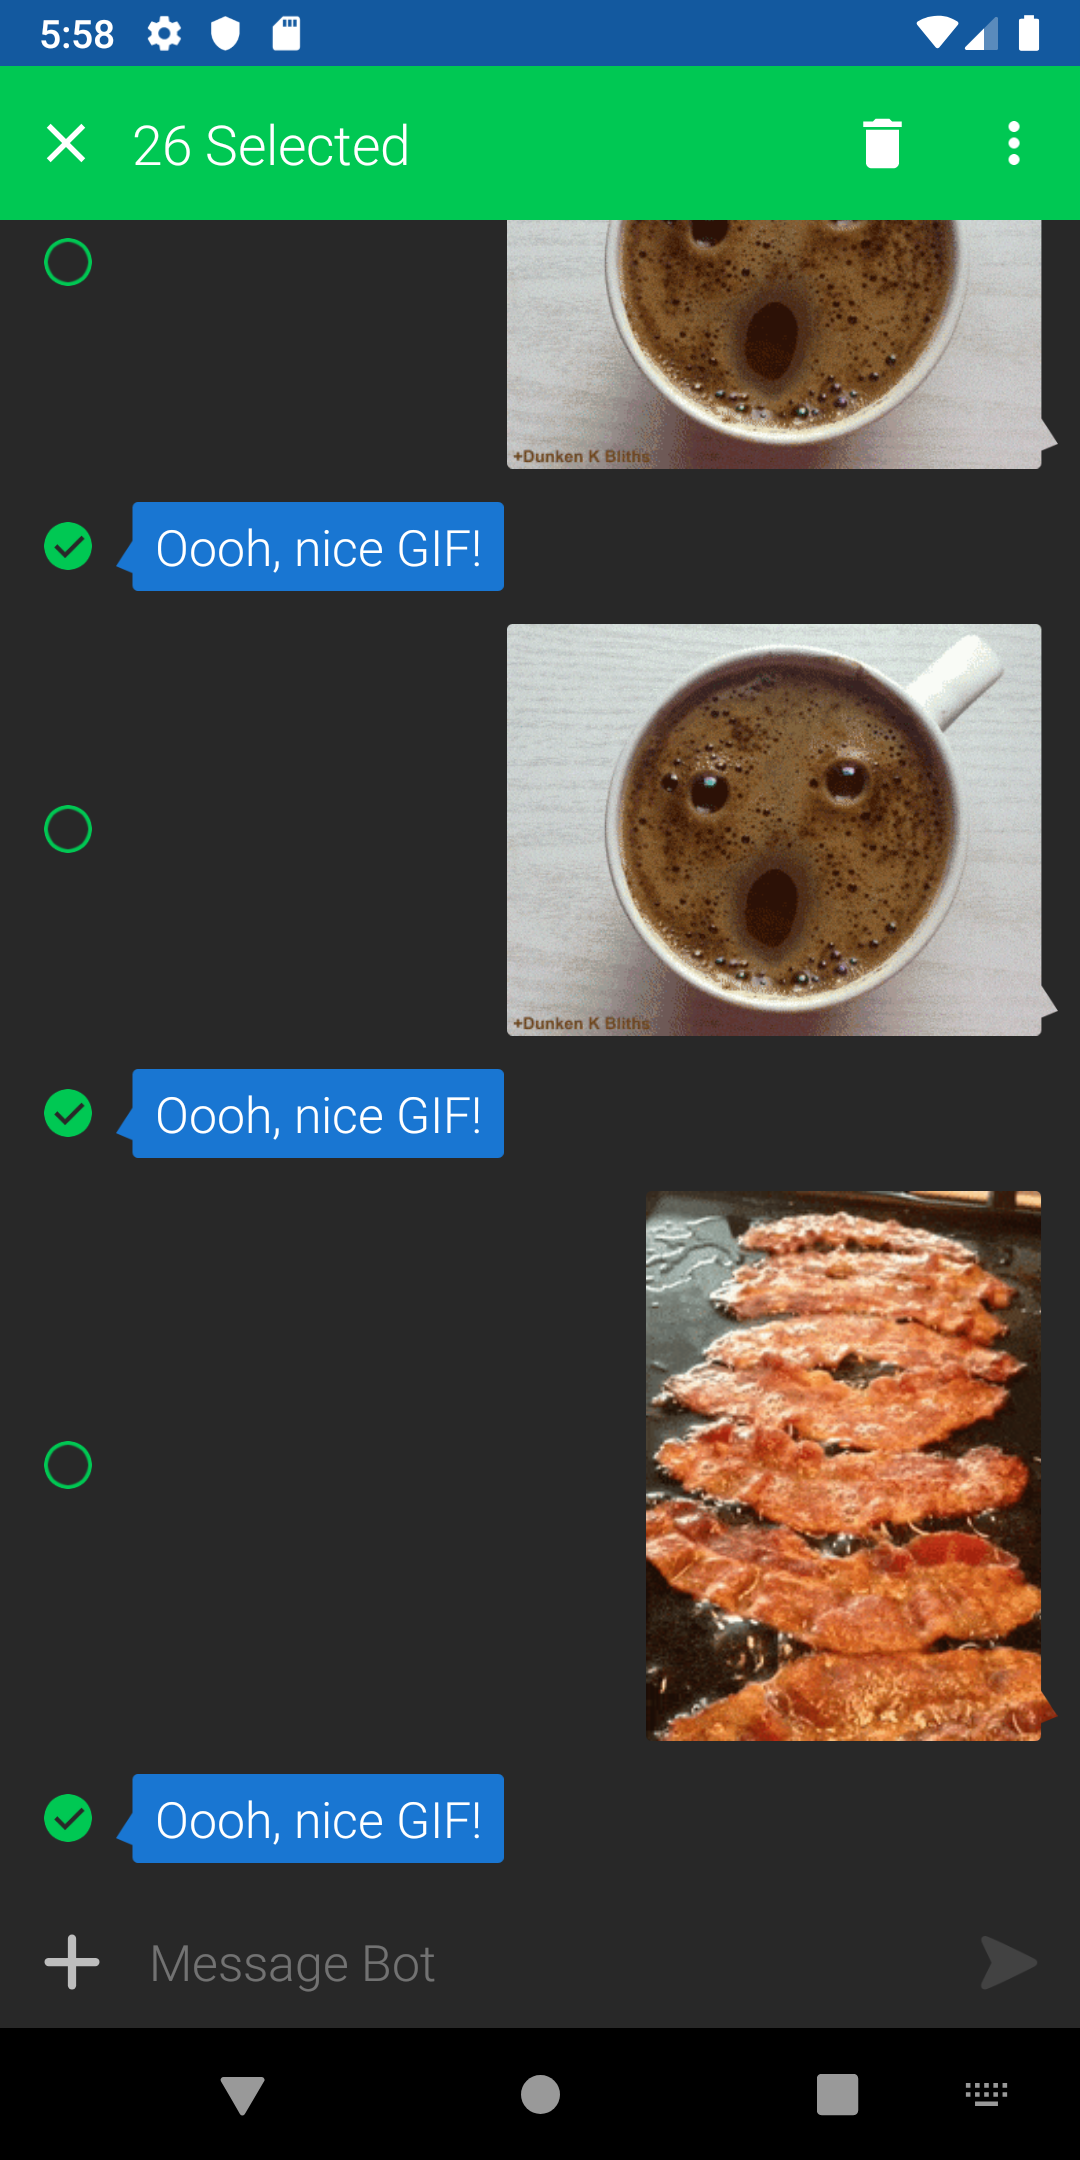 5:58
26 Selected
+Dunken K Bliths
Oooh, nice GIF!
+Dunken K Bliths
Oooh, nice GIF!
Oooh, nice GIF!
Message Bot